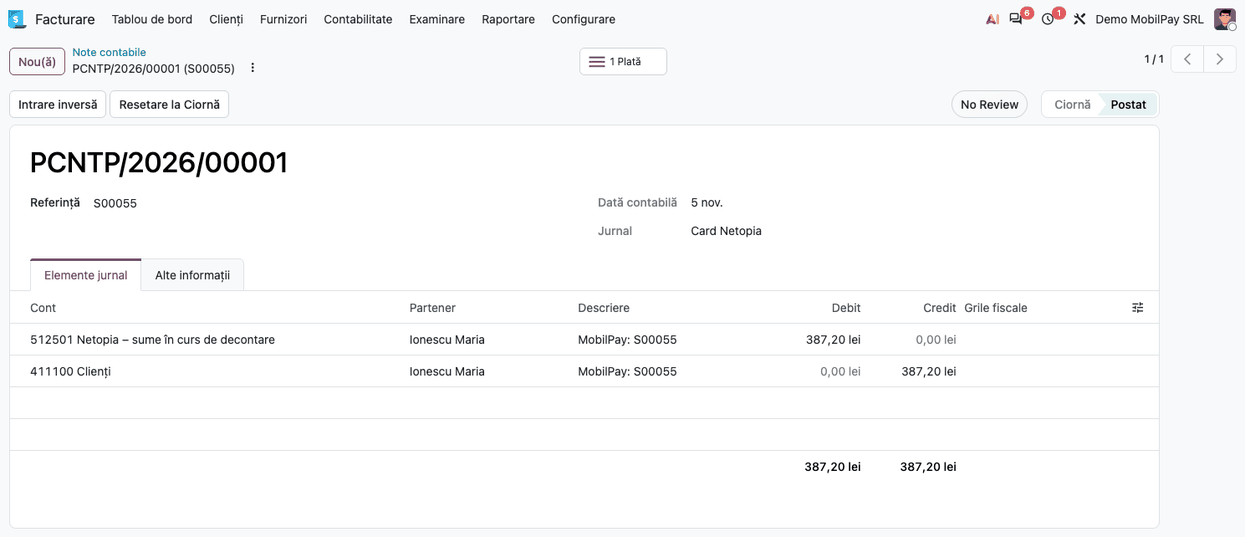 Facturare Tablou de bord Clienți Furnizori Contabilitate Examinare Raportare Configurare AI 6 1 Demo MobilPay SRL
Nou(ă) Note contabile
PCNTP/2026/00001 (S00055) 1 Plată 1 / 1
Intrare inversă Resetare la Ciornă No Review Ciornă Postat
PCNTP/2026/00001
Referință S00055 Dată contabilă 5 nov.
Jurnal Card Netopia
Elemente jurnal Alte informații
Cont Partener Descriere Debit Credit Grile fiscale
512501 Netopia – sume în curs de decontare Ionescu Maria MobilPay: S00055 387,20 lei 0,00 lei
411100 Clienți Ionescu Maria MobilPay: S00055 0,00 lei 387,20 lei
387,20 lei 387,20 lei